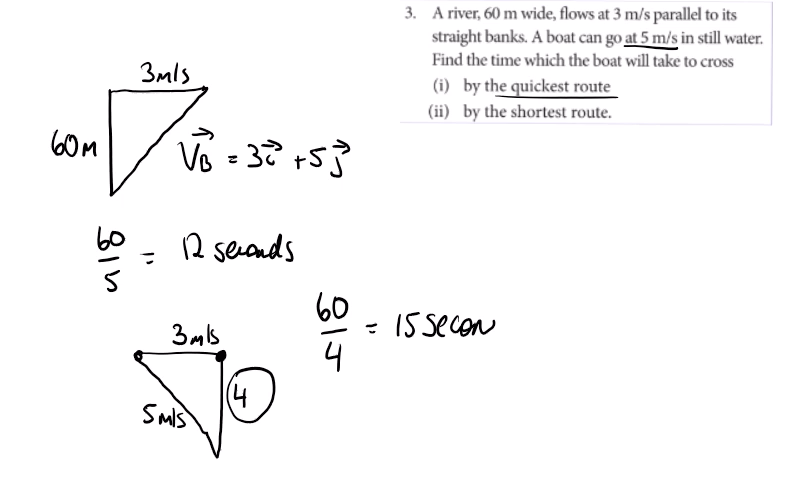 3. A river, 60 m wide, flows at 3 m/s parallel to its
straight banks. A boat can go at 5 m/s in still water.
Find the time which the boat will take to cross
(i) by the quickest route
(ii) by the shortest route.
3m/s
60M
V⃗B = 3i⃗ + 5j⃗
60/5 = 12 seconds
60/4 = 15 secon
3m/s
4
5m/s